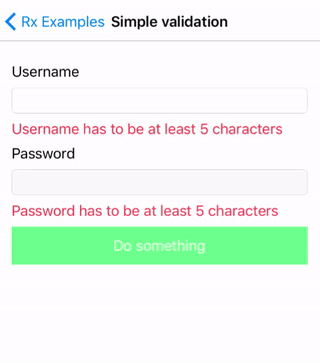 Rx Examples Simple validation
Username
Username has to be at least 5 characters
Password
Password has to be at least 5 characters
Do something